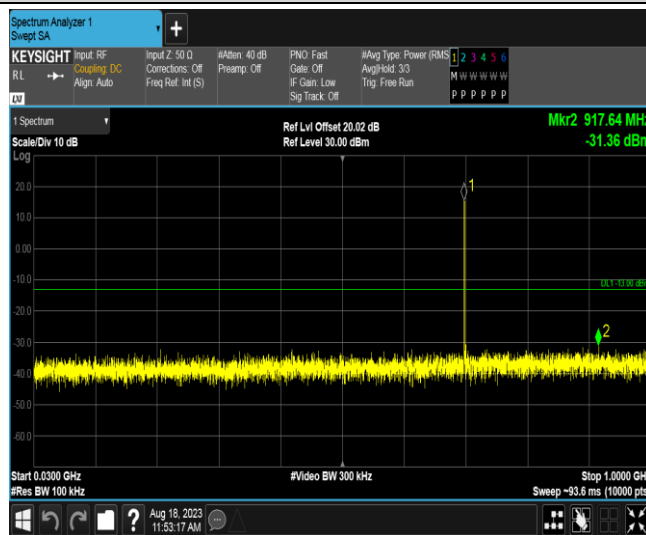 Spectrum Analyzer 1
Swept SA
+
KEYSIGHT
RL
LXI
Input: RF
Coupling: DC
Align: Auto
Input Z: 50 Ω
Corrections: Off
Freq Ref: Int (S)
#Atten: 40 dB
Preamp: Off
PNO: Fast
Gate: Off
IF Gain: Low
Sig Track: Off
#Avg Type: Power (RMS
Avg|Hold: 3/3
Trig: Free Run
1 2 3 4 5 6
M W W W W W
P P P P P P
1 Spectrum
Scale/Div 10 dB
Log
Ref Lvl Offset 20.02 dB
Ref Level 30.00 dBm
Mkr2 917.64 MHz
-31.36 dBm
20.0
10.0
0.00
-10.0
-20.0
-30.0
-40.0
-50.0
-60.0
1
DL1 -13.00 dBm
2
Start 0.0300 GHz
#Res BW 100 kHz
#Video BW 300 kHz
Stop 1.0000 GH
Sweep ~93.6 ms (10000 pts
?
Aug 18, 2023
11:53:17 AM